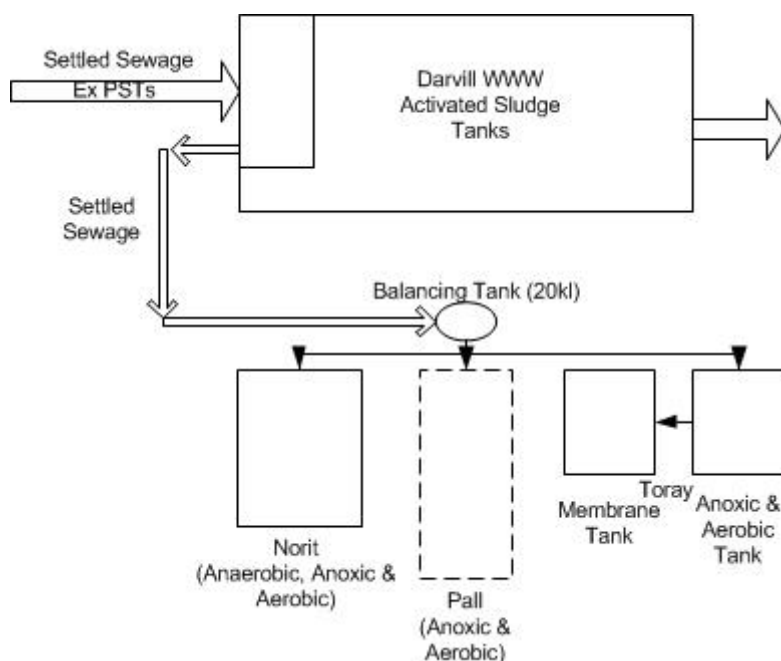 Settled Sewage
Ex PSTs
Darvill WWW
Activated Sludge
Tanks
Settled
Sewage
Balancing Tank (20kl)
Norit
(Anaerobic, Anoxic &
Aerobic)
Pall
(Anoxic &
Aerobic)
Toray
Membrane
Tank
Anoxic &
Aerobic
Tank